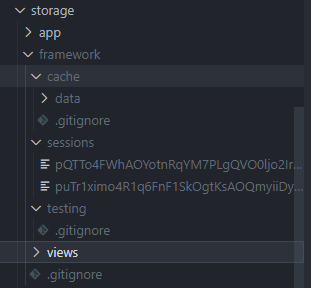 storage
app
framework
cache
data
.gitignore
sessions
pQTTo4FWhAOYotnRqYM7PLgQVO0ljo2Ir...
puTr1ximo4R1q6FnF1SkOgtKsAOQmyiiDy...
testing
.gitignore
views
.gitignore